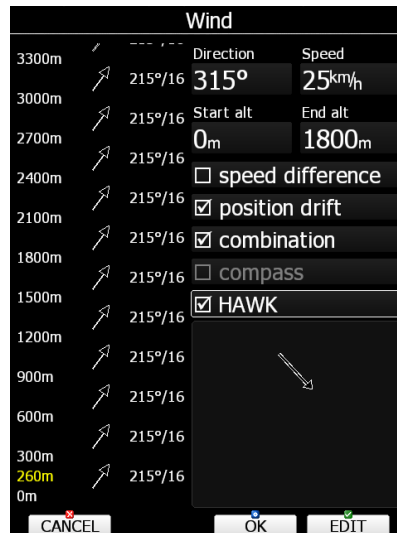 Wind
Direction Speed
3300m
215°/16 315° 25km/h
3000m
215°/16 Start alt End alt
2700m 0m 1800m
215°/16
2400m ☐ speed difference
215°/16 ☑ position drift
2100m
215°/16 ☑ combination
1800m
215°/16 ☐ compass
1500m
215°/16 ☑ HAWK
1200m
215°/16
900m
215°/16
600m
215°/16
300m
260m 215°/16
0m
CANCEL OK EDIT